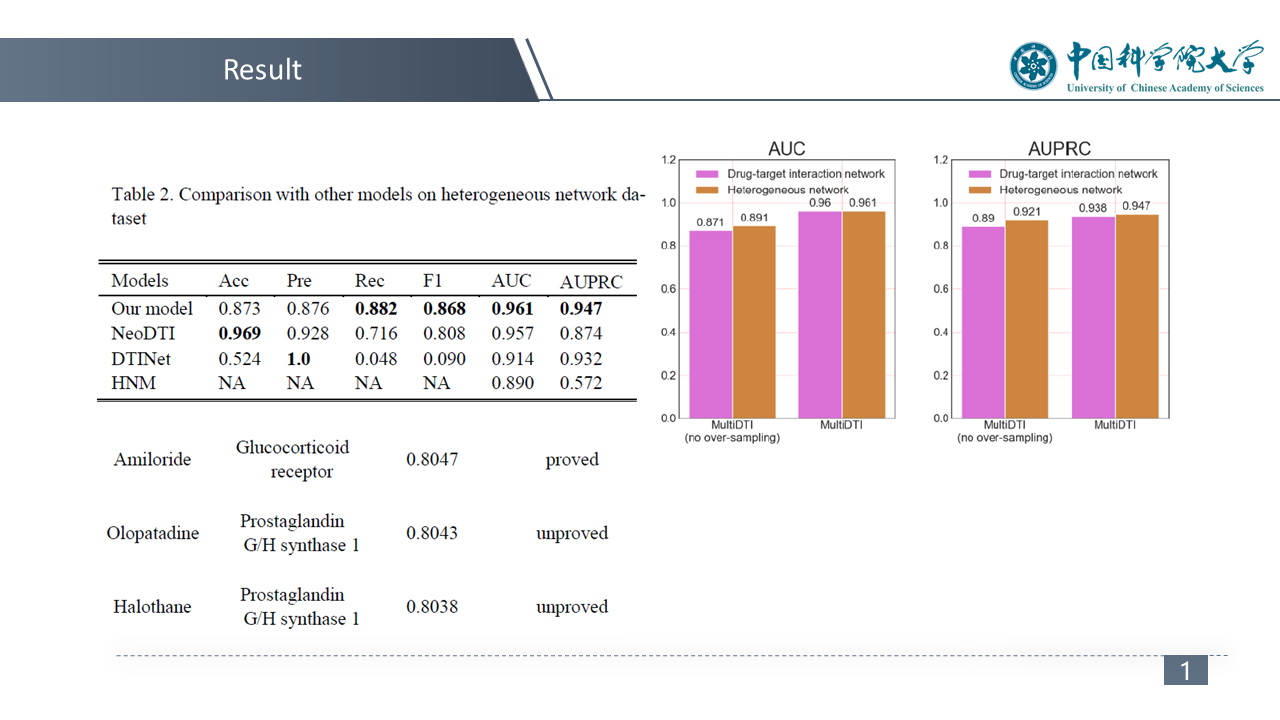 Result
中国科学院大学
University of Chinese Academy of Sciences
Table 2. Comparison with other models on heterogeneous network da-
taset
Models Acc Pre Rec F1 AUC AUPRC
Our model 0.873 0.876 0.882 0.868 0.961 0.947
NeoDTI 0.969 0.928 0.716 0.808 0.957 0.874
DTINet 0.524 1.0 0.048 0.090 0.914 0.932
HNM NA NA NA NA 0.890 0.572
Amiloride Glucocorticoid receptor 0.8047 proved
Olopatadine Prostaglandin G/H synthase 1 0.8043 unproved
Halothane Prostaglandin G/H synthase 1 0.8038 unproved
AUC
1.2
1.0
0.8
0.6
0.4
0.2
0.0
Drug-target interaction network
Heterogeneous network
0.871 0.891 0.96 0.961
MultiDTI
(no over-sampling)
MultiDTI
AUPRC
1.2
1.0
0.8
0.6
0.4
0.2
0.0
Drug-target interaction network
Heterogeneous network
0.89 0.921 0.938 0.947
MultiDTI
(no over-sampling)
MultiDTI
1